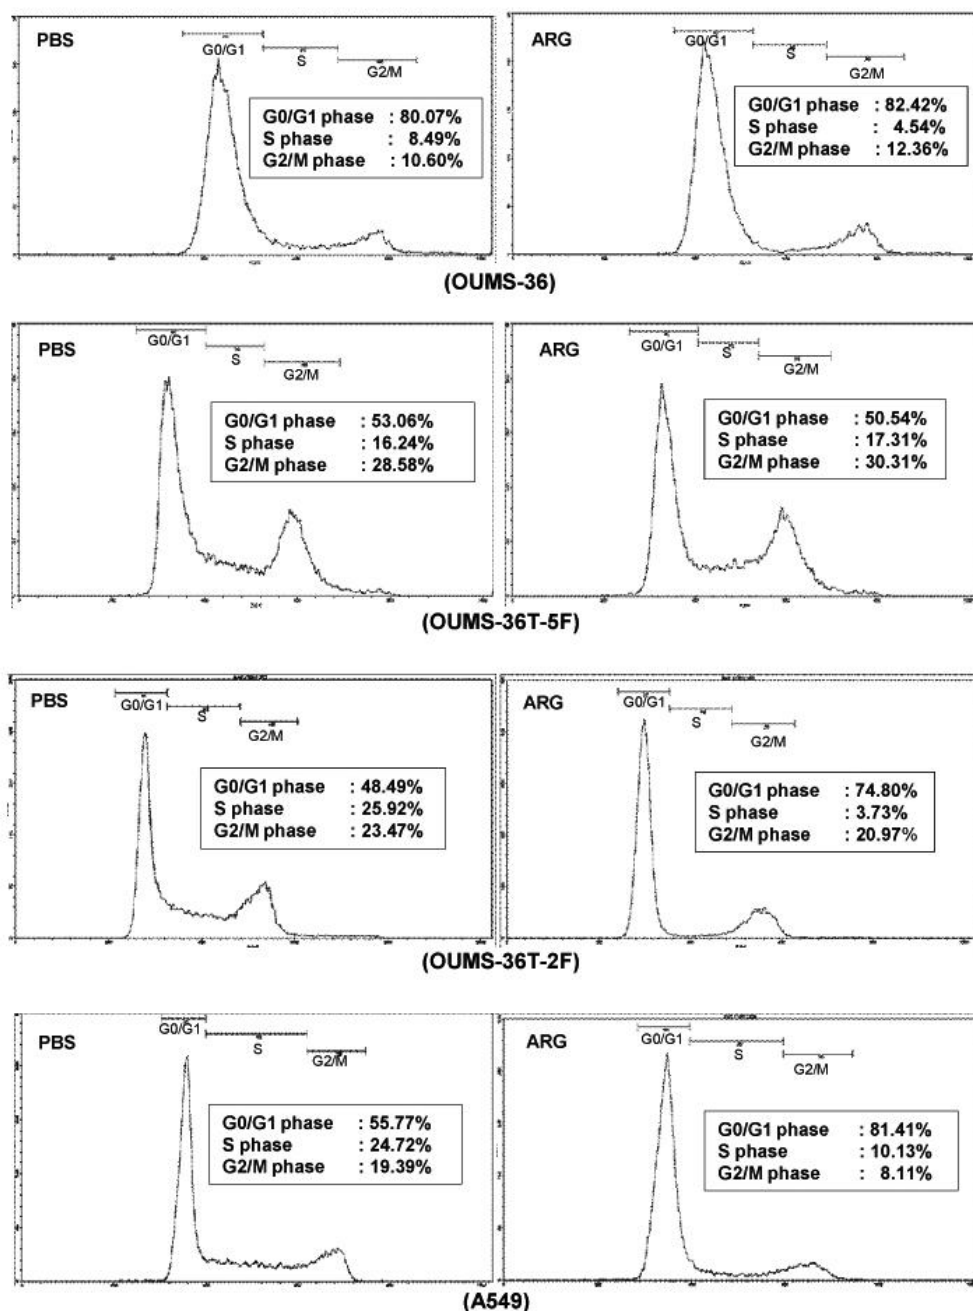 PBS
G0/G1
S
G2/M
G0/G1 phase : 80.07%
S phase : 8.49%
G2/M phase : 10.60%
ARG
G0/G1
S
G2/M
G0/G1 phase : 82.42%
S phase : 4.54%
G2/M phase : 12.36%
(OUMS-36)
PBS
G0/G1
S
G2/M
G0/G1 phase : 53.06%
S phase : 16.24%
G2/M phase : 28.58%
ARG
G0/G1
S
G2/M
G0/G1 phase : 50.54%
S phase : 17.31%
G2/M phase : 30.31%
(OUMS-36T-5F)
PBS
G0/G1
S
G2/M
G0/G1 phase : 48.49%
S phase : 25.92%
G2/M phase : 23.47%
ARG
G0/G1
S
G2/M
G0/G1 phase : 74.80%
S phase : 3.73%
G2/M phase : 20.97%
(OUMS-36T-2F)
PBS
G0/G1
S
G2/M
G0/G1 phase : 55.77%
S phase : 24.72%
G2/M phase : 19.39%
ARG
G0/G1
S
G2/M
G0/G1 phase : 81.41%
S phase : 10.13%
G2/M phase : 8.11%
(A549)